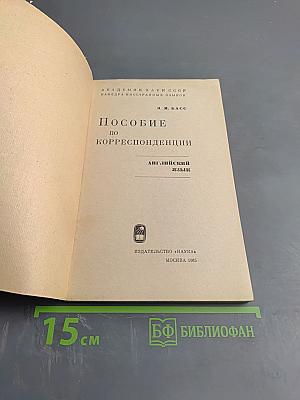 АКАДЕМИЯ НАУК СССР
КАФЕДРА ИНОСТРАННЫХ ЯЗЫКОВ
Э. М. БАСС
ПОСОБИЕ
ПО
КОРРЕСПОНДЕНЦИИ
АНГЛИЙСКИЙ
ЯЗЫК
ИЗДАТЕЛЬСТВО «НАУКА»
МОСКВА 1965
15 см
БФ БИБЛИОФАН